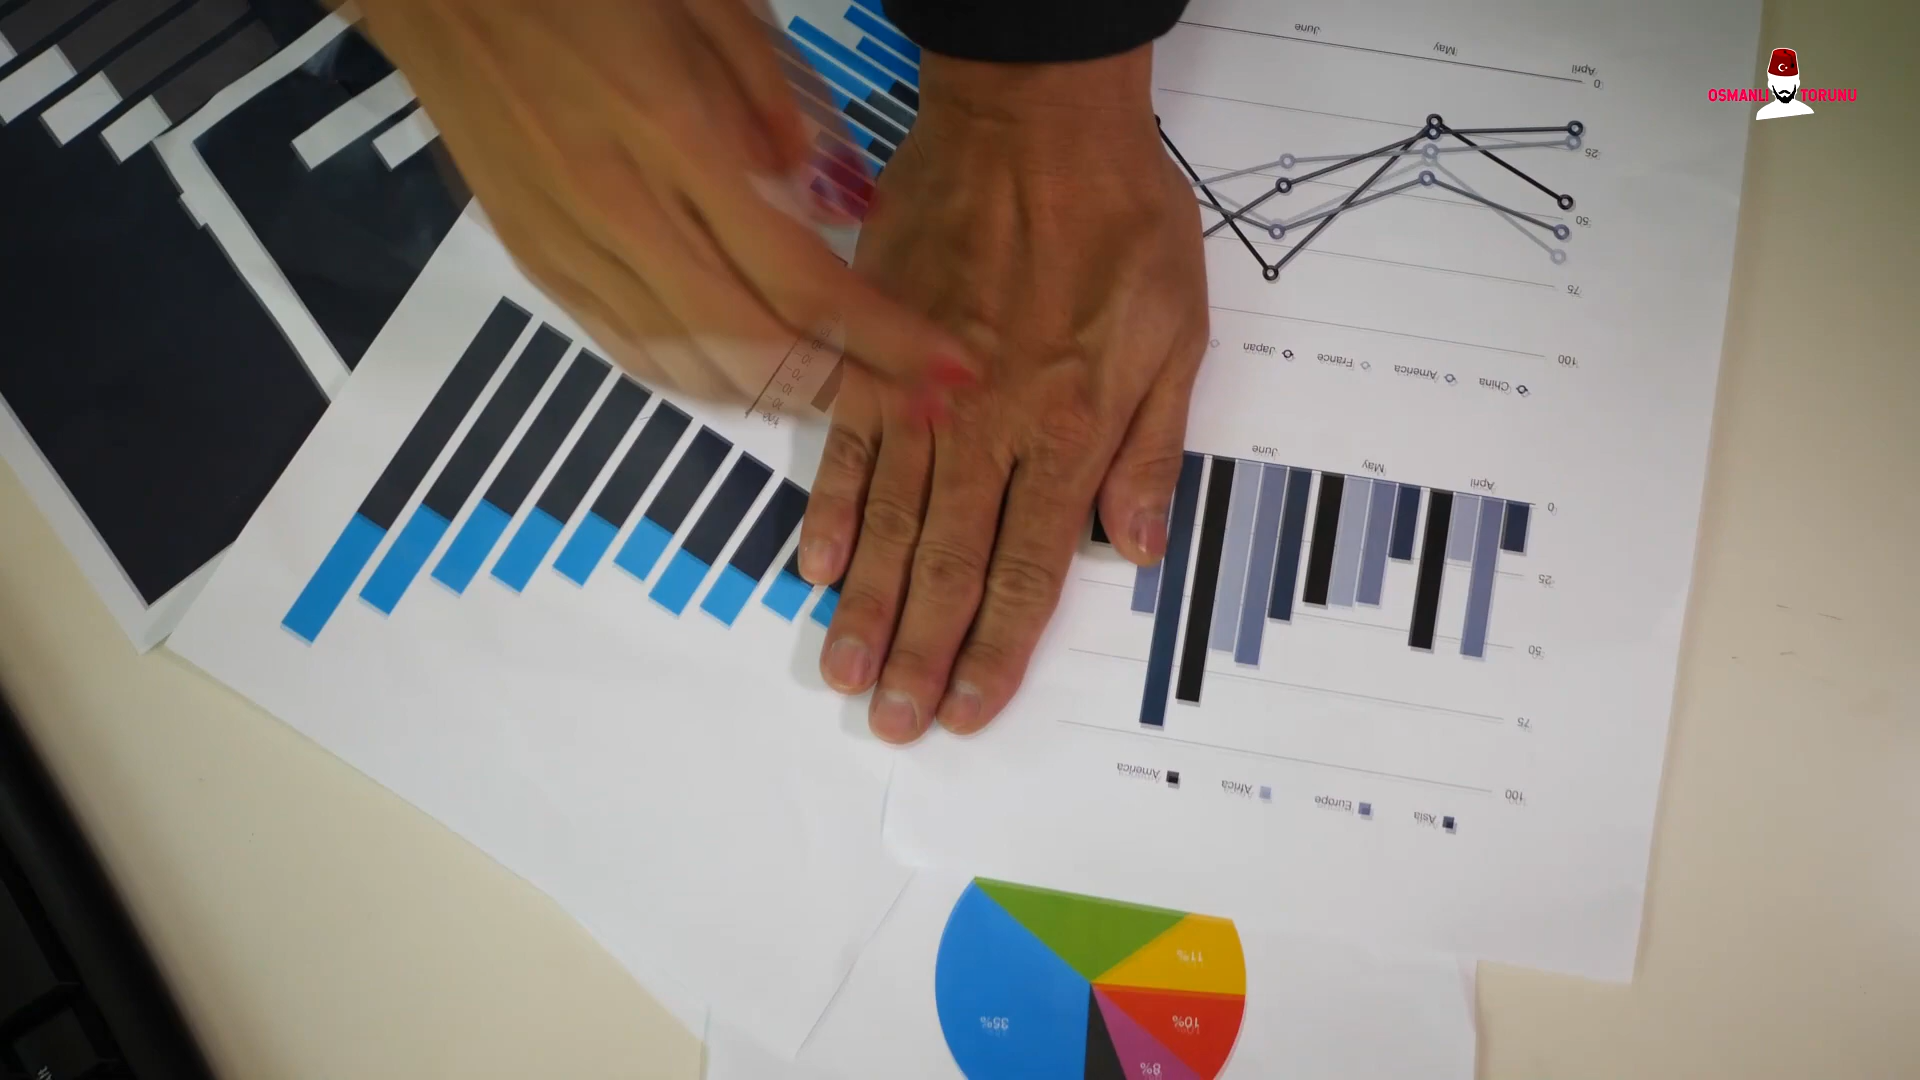 OSMANLI TORUNU
June
May
April
0
25
50
75
100
Japan
France
America
China
June
May
April
0
25
50
75
100
America
Africa
Europe
Asia
11%
35%
10%
8%